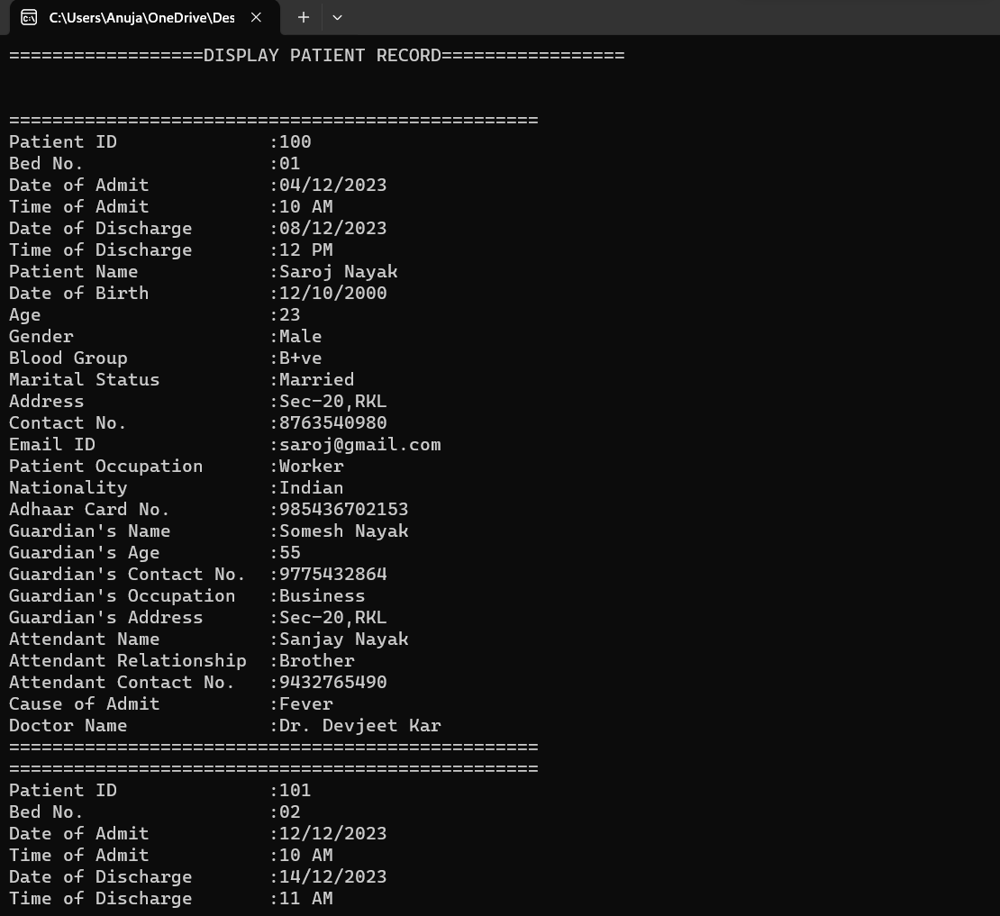 C:\Users\Anuja\OneDrive\Des
==================DISPLAY PATIENT RECORD=================
=================================================
Patient ID :100
Bed No. :01
Date of Admit :04/12/2023
Time of Admit :10 AM
Date of Discharge :08/12/2023
Time of Discharge :12 PM
Patient Name :Saroj Nayak
Date of Birth :12/10/2000
Age :23
Gender :Male
Blood Group :B+ve
Marital Status :Married
Address :Sec-20,RKL
Contact No. :8763540980
Email ID :saroj@gmail.com
Patient Occupation :Worker
Nationality :Indian
Adhaar Card No. :985436702153
Guardian's Name :Somesh Nayak
Guardian's Age :55
Guardian's Contact No. :9775432864
Guardian's Occupation :Business
Guardian's Address :Sec-20,RKL
Attendant Name :Sanjay Nayak
Attendant Relationship :Brother
Attendant Contact No. :9432765490
Cause of Admit :Fever
Doctor Name :Dr. Devjeet Kar
=================================================
=================================================
Patient ID :101
Bed No. :02
Date of Admit :12/12/2023
Time of Admit :10 AM
Date of Discharge :14/12/2023
Time of Discharge :11 AM